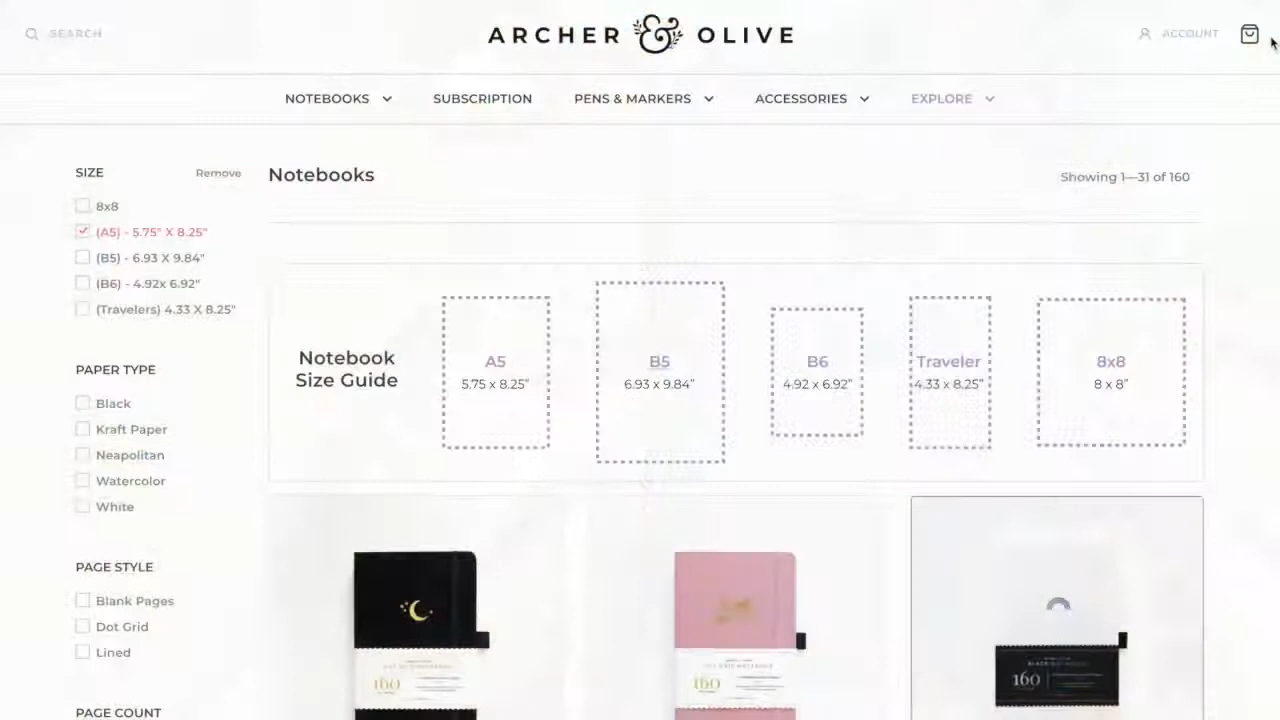 SEARCH
ARCHER & OLIVE
ACCOUNT
NOTEBOOKS
SUBSCRIPTION
PENS & MARKERS
ACCESSORIES
EXPLORE
SIZE
Remove
8x8
(A5) - 5.75" X 8.25"
(B5) - 6.93 X 9.84"
(B6) - 4.92x 6.92"
(Travelers) 4.33 X 8.25"
PAPER TYPE
Black
Kraft Paper
Neapolitan
Watercolor
White
PAGE STYLE
Blank Pages
Dot Grid
Lined
PAGE COUNT
Notebooks
Showing 1—31 of 160
Notebook
Size Guide
A5
5.75 x 8.25"
B5
6.93 x 9.84"
B6
4.92 x 6.92"
Traveler
4.33 x 8.25"
8x8
8 x 8"
160
160
160